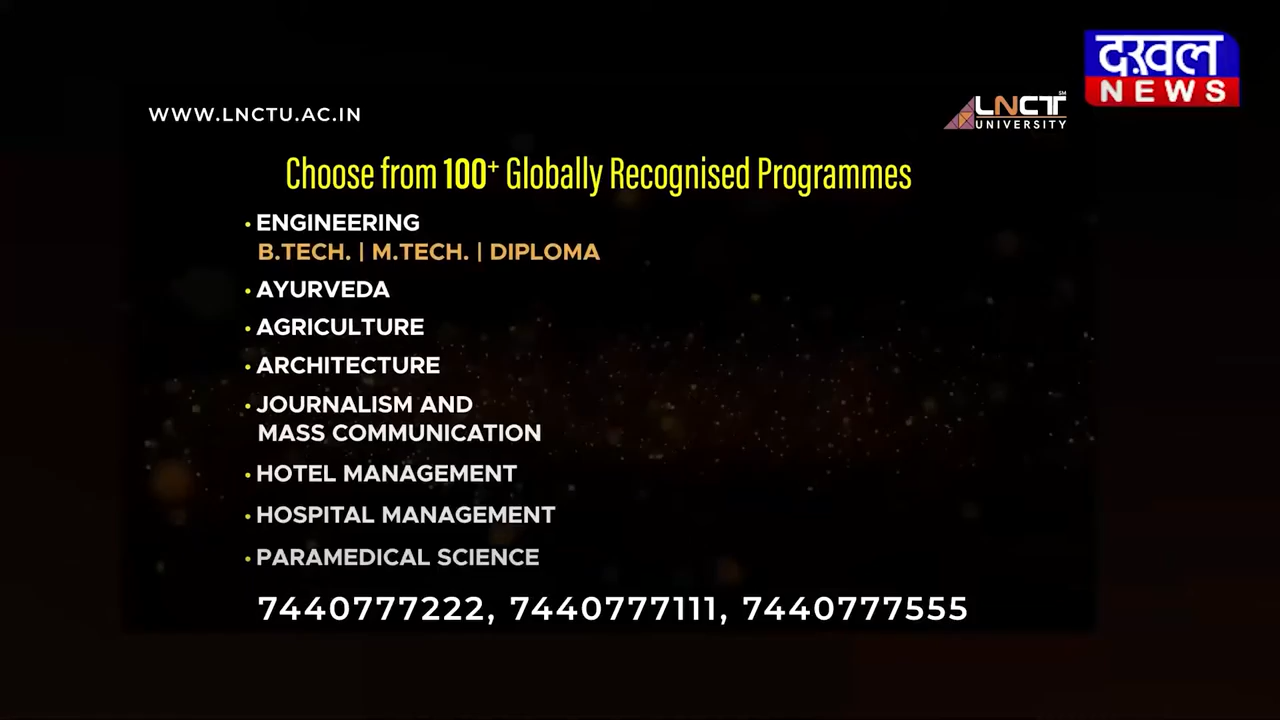 दख़ल
NEWS
WWW.LNCTU.AC.IN
LNCT SM
UNIVERSITY
Choose from 100+ Globally Recognised Programmes
• ENGINEERING
B.TECH. | M.TECH. | DIPLOMA
• AYURVEDA
• AGRICULTURE
• ARCHITECTURE
• JOURNALISM AND
MASS COMMUNICATION
• HOTEL MANAGEMENT
• HOSPITAL MANAGEMENT
• PARAMEDICAL SCIENCE
7440777222, 7440777111, 7440777555